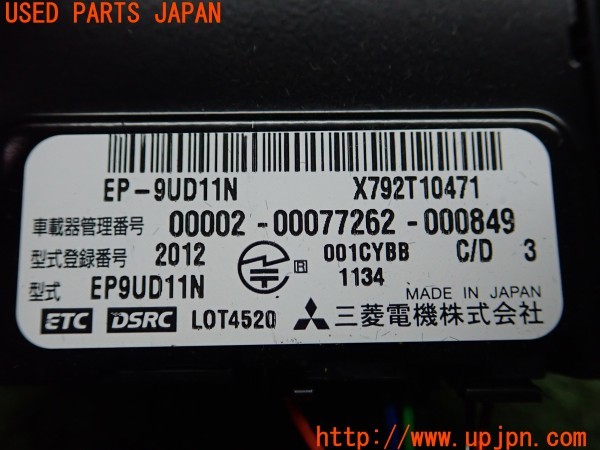 USED PARTS JAPAN
EP-9UD11N X792T10471
車載器管理番号 00002-00077262-000849
型式登録番号 2012 R 001CYBB C/D 3
1134
型式 EP9UD11N MADE IN JAPAN
ETC DSRC LOT4520 三菱電機株式会社
http://www.upjpn.com/